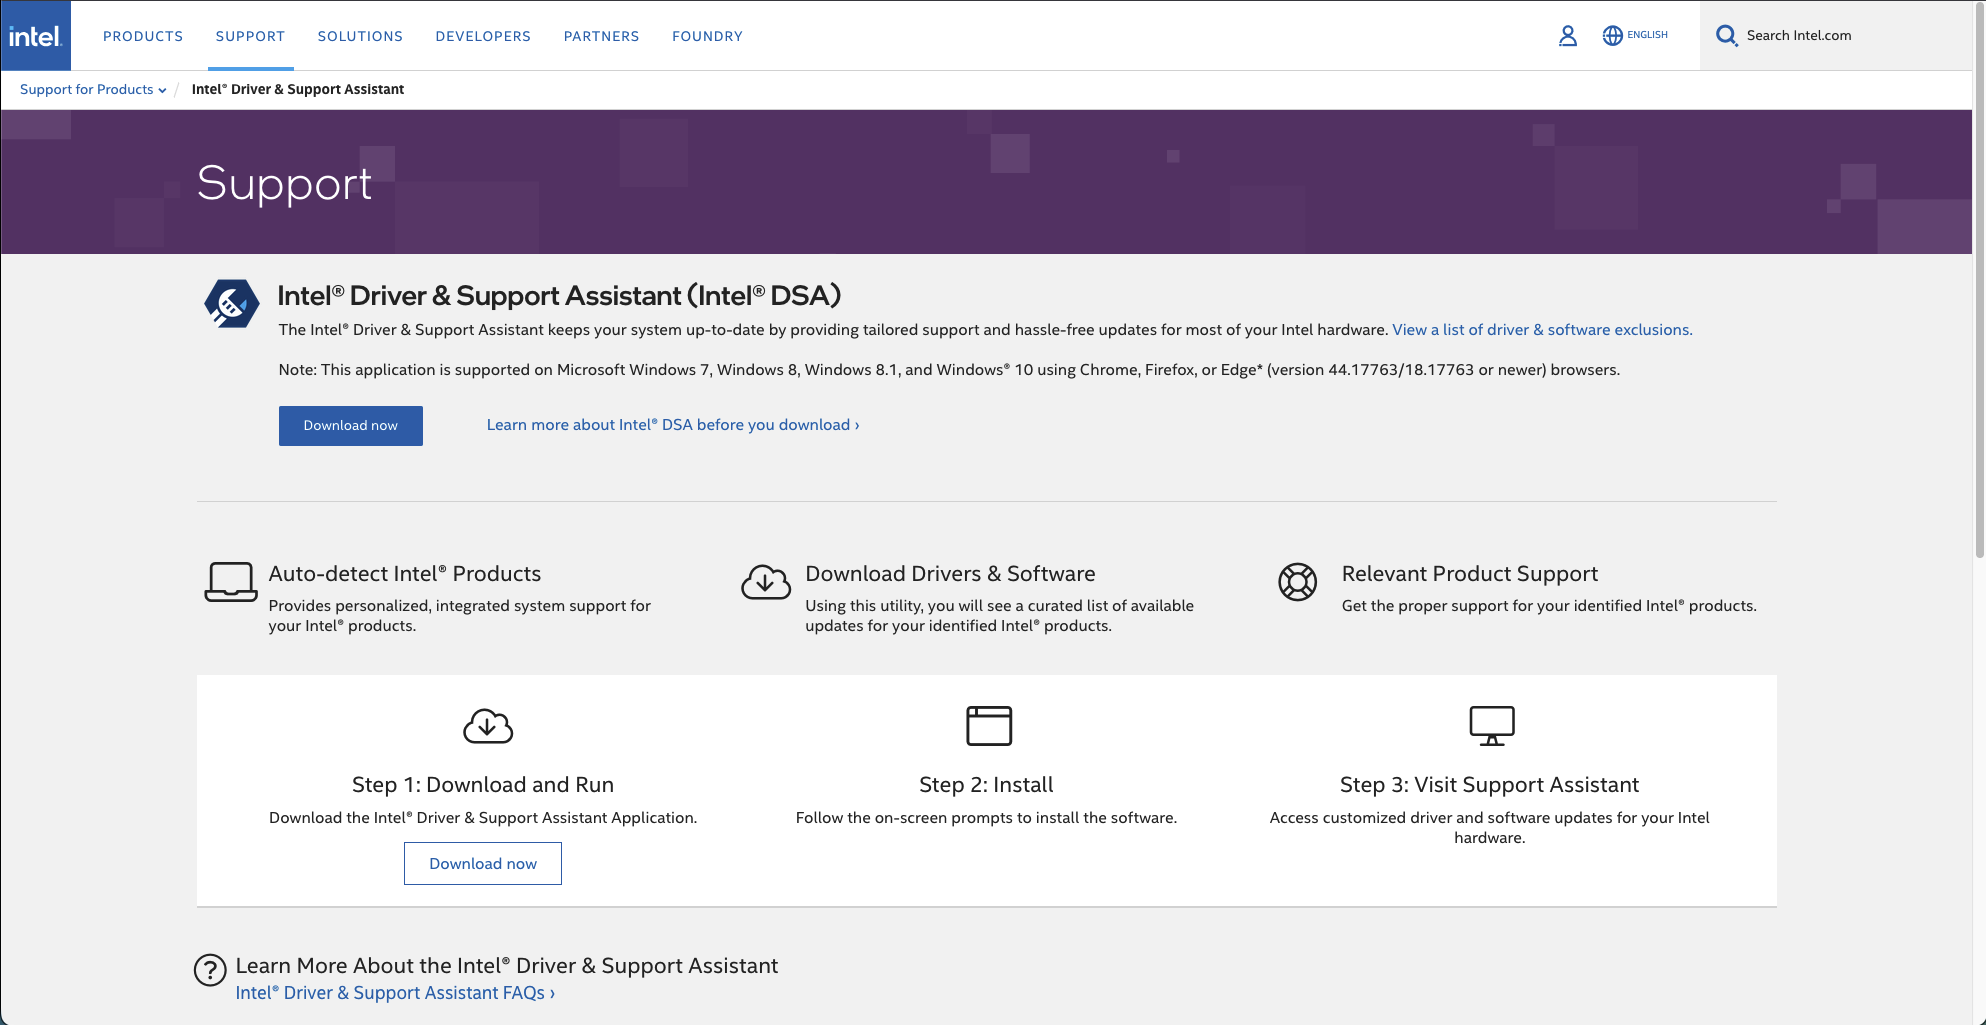 intel.
PRODUCTS
SUPPORT
SOLUTIONS
DEVELOPERS
PARTNERS
FOUNDRY
ENGLISH
Search Intel.com
Support for Products / Intel® Driver & Support Assistant
Support
Intel® Driver & Support Assistant (Intel® DSA)
The Intel® Driver & Support Assistant keeps your system up-to-date by providing tailored support and hassle-free updates for most of your Intel hardware. View a list of driver & software exclusions.
Note: This application is supported on Microsoft Windows 7, Windows 8, Windows 8.1, and Windows® 10 using Chrome, Firefox, or Edge* (version 44.17763/18.17763 or newer) browsers.
Download now
Learn more about Intel® DSA before you download ›
Auto-detect Intel® Products
Provides personalized, integrated system support for
your Intel® products.
Download Drivers & Software
Using this utility, you will see a curated list of available
updates for your identified Intel® products.
Relevant Product Support
Get the proper support for your identified Intel® products.
Step 1: Download and Run
Download the Intel® Driver & Support Assistant Application.
Download now
Step 2: Install
Follow the on-screen prompts to install the software.
Step 3: Visit Support Assistant
Access customized driver and software updates for your Intel
hardware.
Learn More About the Intel® Driver & Support Assistant
Intel® Driver & Support Assistant FAQs ›